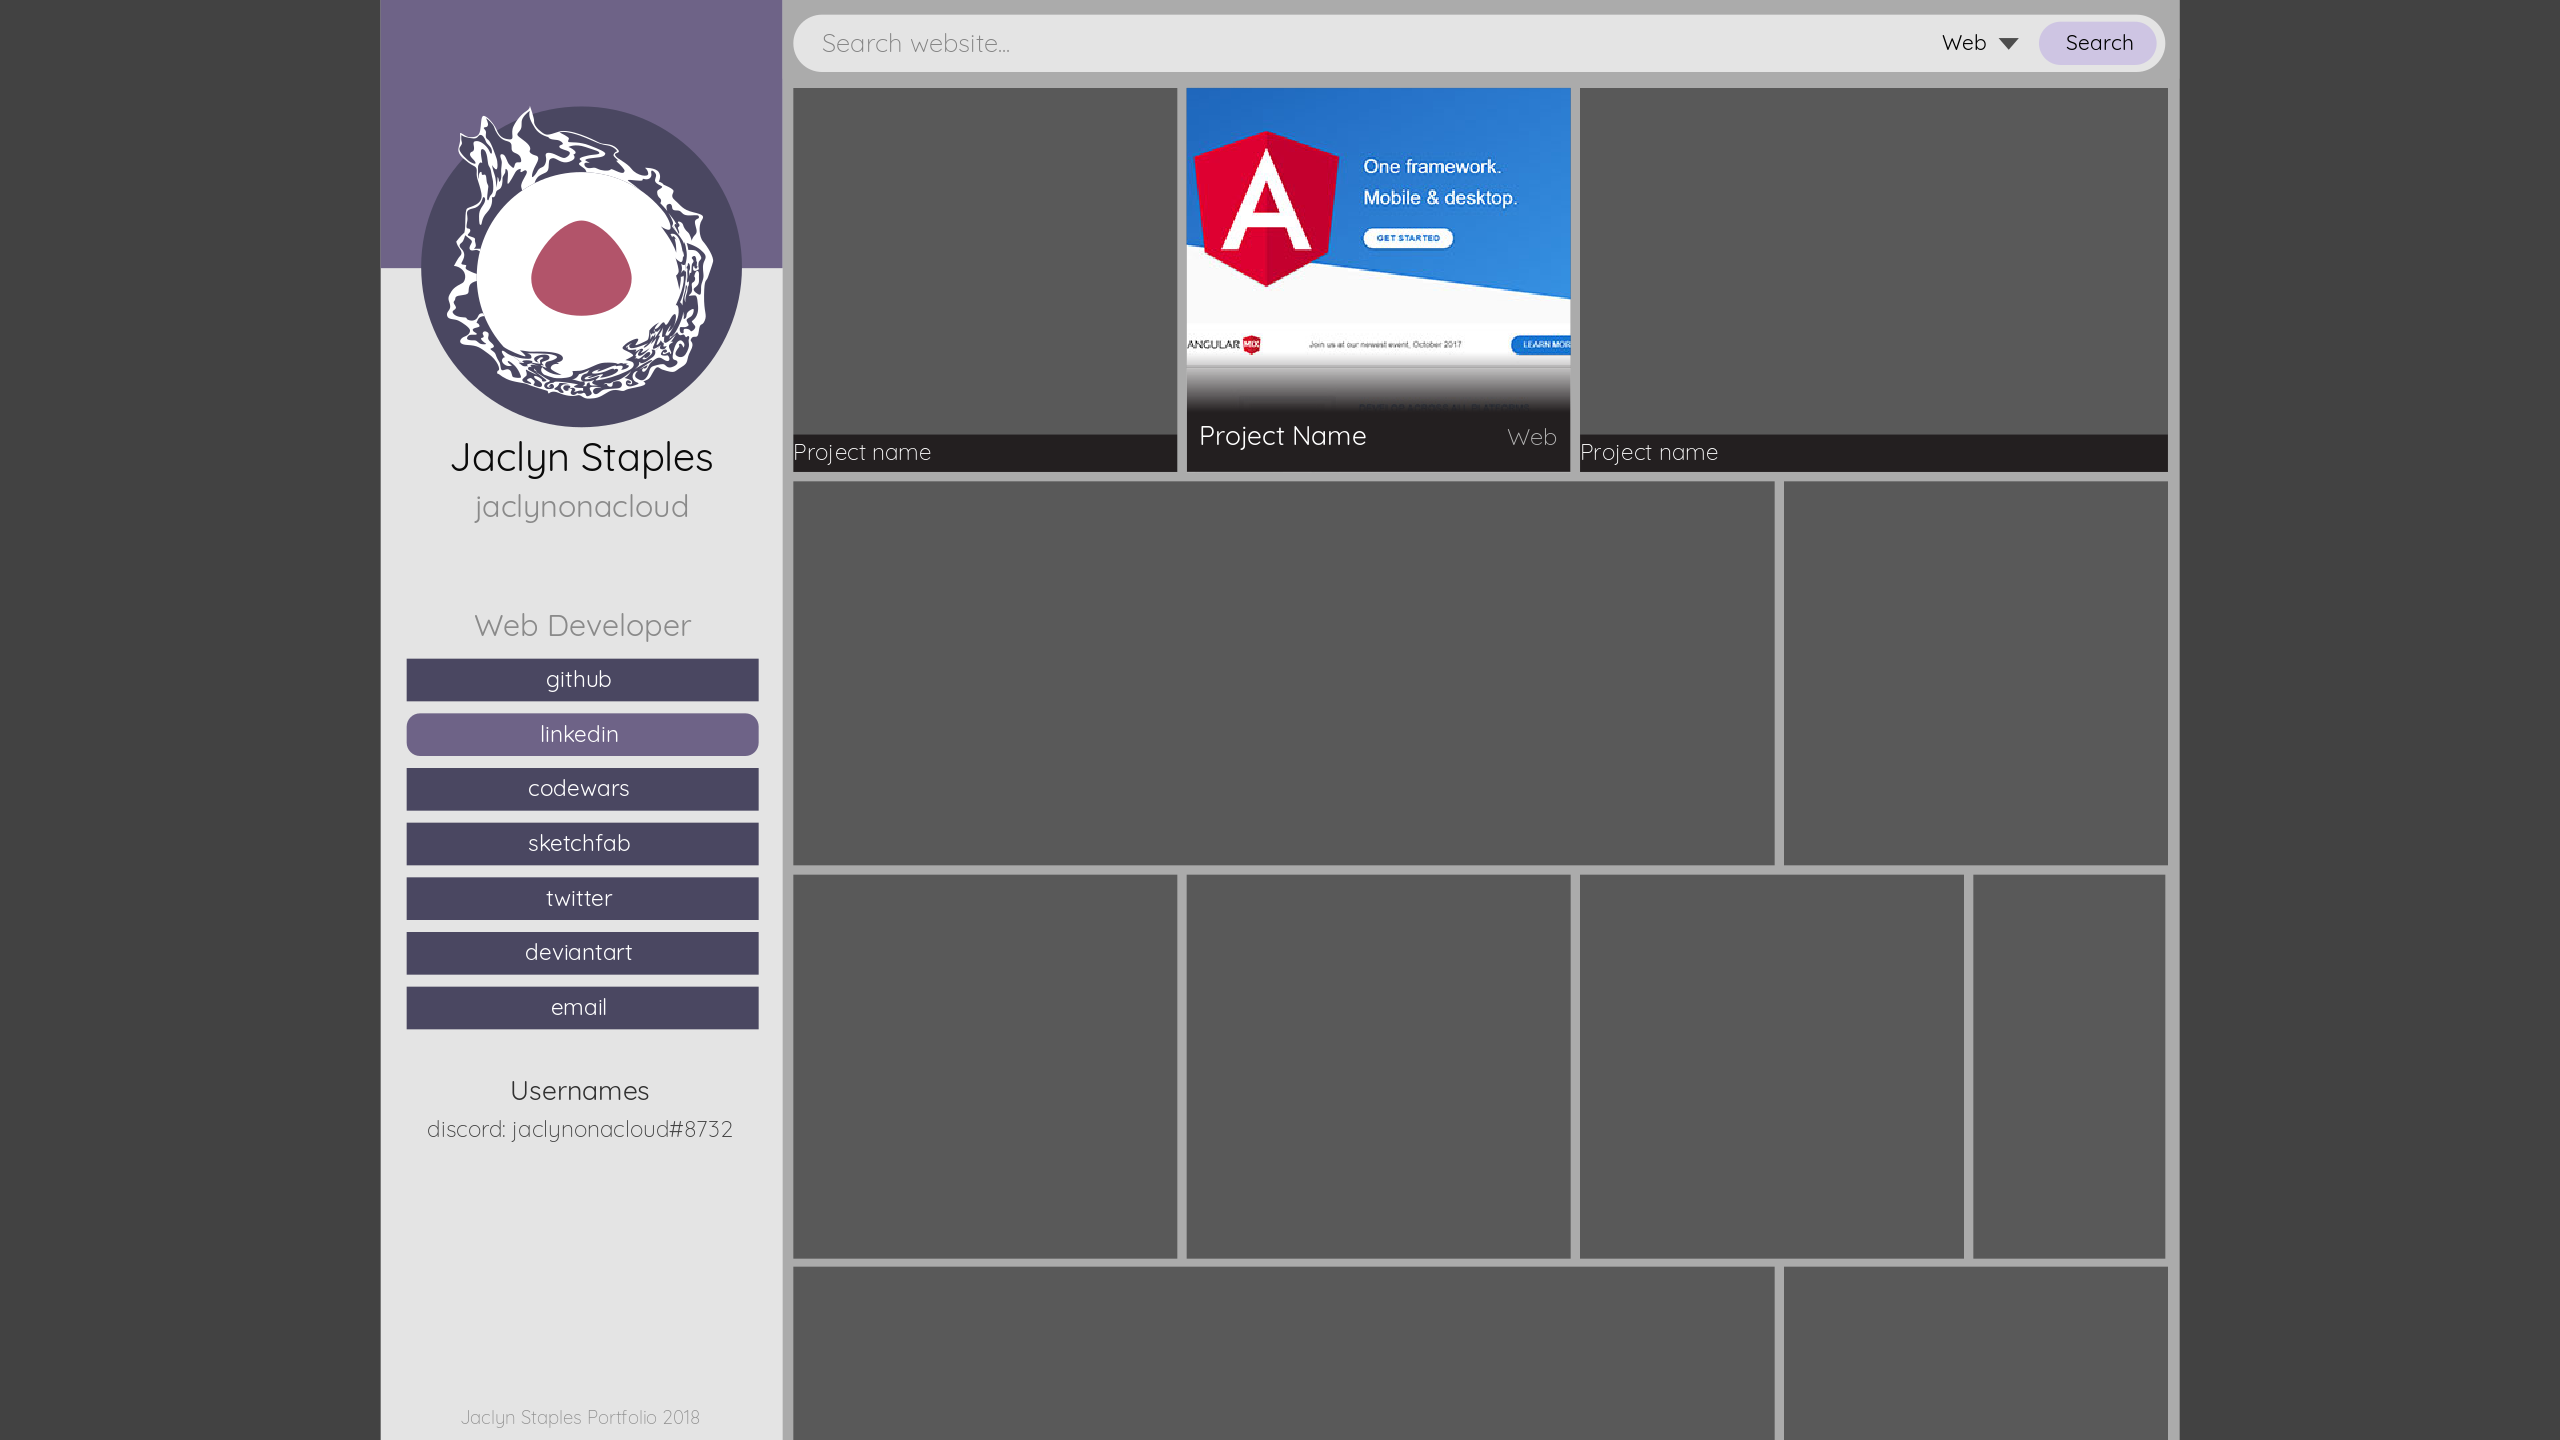 Jaclyn Staples
jaclynonacloud
Web Developer
github
linkedin
codewars
sketchfab
twitter
deviantart
email
Usernames
discord: jaclynonacloud#8732
Jaclyn Staples Portfolio 2018
Search website...
Web
Search
Project name
One framework.
Mobile & desktop.
GET STARTED
ANGULAR MIX
Join us at our newest event, October 2017
LEARN MOR
Project Name
Web
Project name